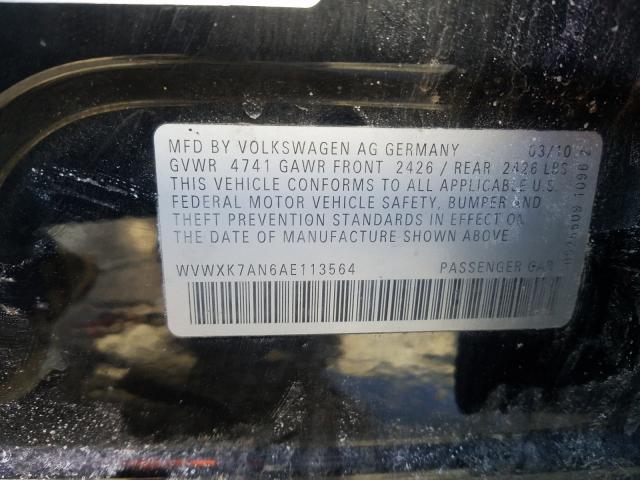 MFD BY VOLKSWAGEN AG GERMANY 03/10
GVWR 4741 GAWR FRONT 2426 / REAR 2426 LBS
THIS VEHICLE CONFORMS TO ALL APPLICABLE U.S.
FEDERAL MOTOR VEHICLE SAFETY, BUMPER AND
THEFT PREVENTION STANDARDS IN EFFECT ON
THE DATE OF MANUFACTURE SHOWN ABOVE
WVWXK7AN6AE113564 PASSENGER CAR